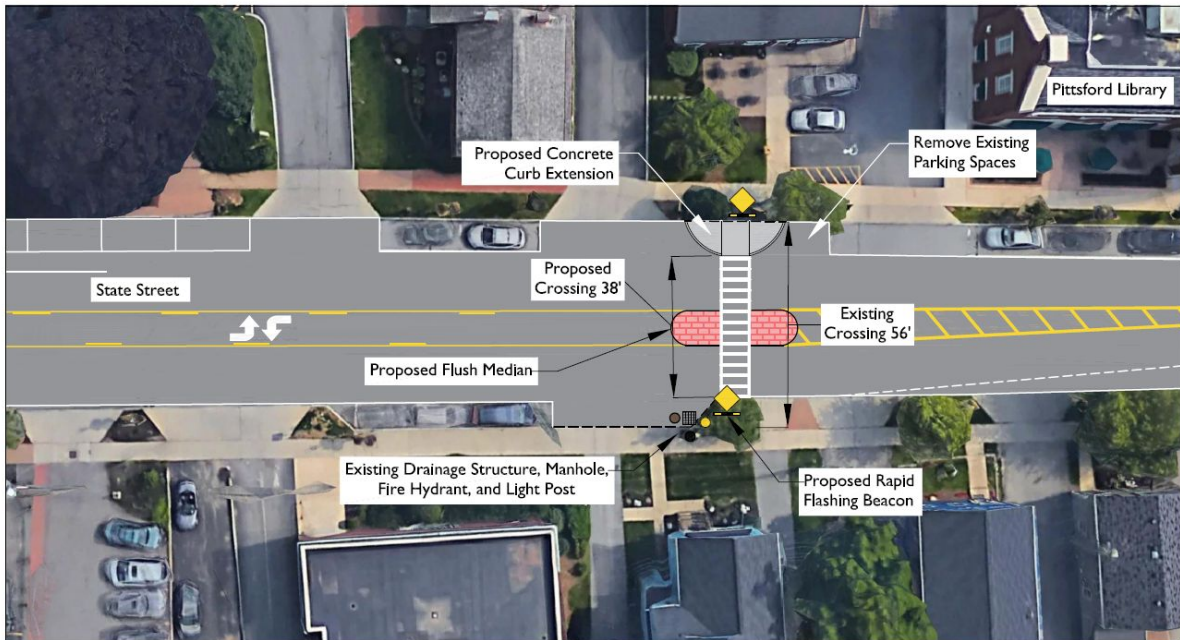 Pittsford Library
Proposed Concrete
Curb Extension
Remove Existing
Parking Spaces
Proposed
Crossing 38'
State Street
Existing
Crossing 56'
Proposed Flush Median
Existing Drainage Structure, Manhole,
Fire Hydrant, and Light Post
Proposed Rapid
Flashing Beacon